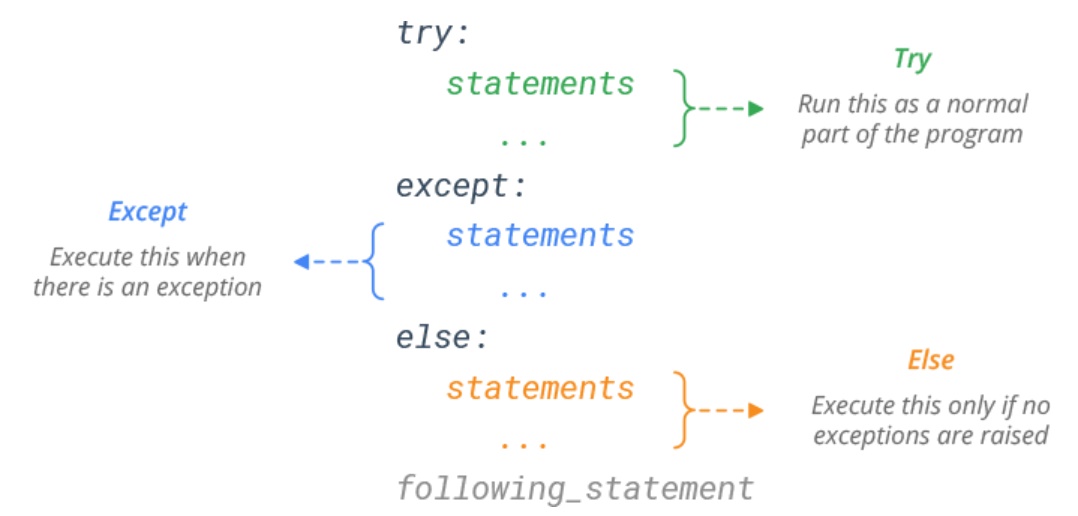 try:
statements
...
Try
Run this as a normal
part of the program
except:
statements
...
Except
Execute this when
there is an exception
else:
statements
...
Else
Execute this only if no
exceptions are raised
following_statement